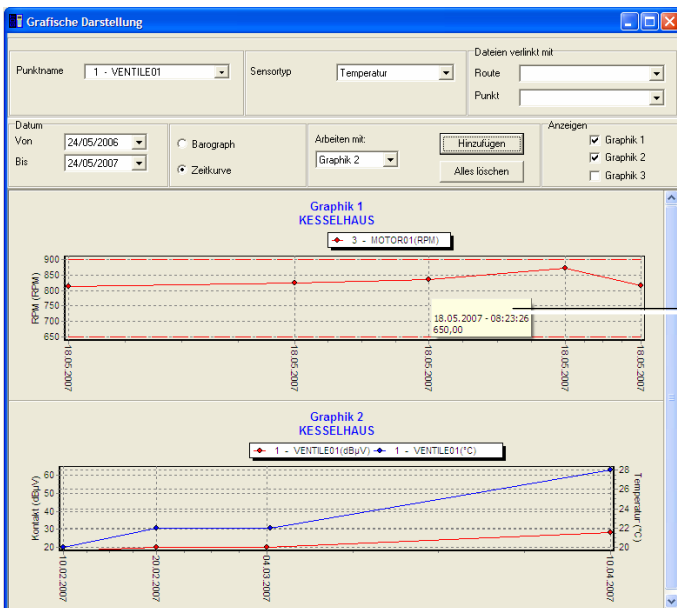 Grafische Darstellung
Punktname 1 - VENTILE01
Sensortyp Temperatur
Dateien verlinkt mit
Route
Punkt
Datum
Von 24/05/2006
Bis 24/05/2007
Barograph
Zeitkurve
Arbeiten mit:
Graphik 2
Hinzufügen
Alles löschen
Anzeigen
Graphik 1
Graphik 2
Graphik 3
Graphik 1
KESSELHAUS
3 - MOTOR01(RPM)
RPM (RPM)
900
850
800
750
700
650
18.05.2007 - 08:23:26
650,00
18.05.2007
18.05.2007
18.05.2007
18.05.2007
18.05.2007
Graphik 2
KESSELHAUS
1 - VENTILE01(dBµV) 1 - VENTILE01(°C)
Kontakt (dBµV)
60
50
40
30
20
28
26
24
22
20
Temperatur (°C)
10.02.2007
20.02.2007
04.03.2007
10.04.2007